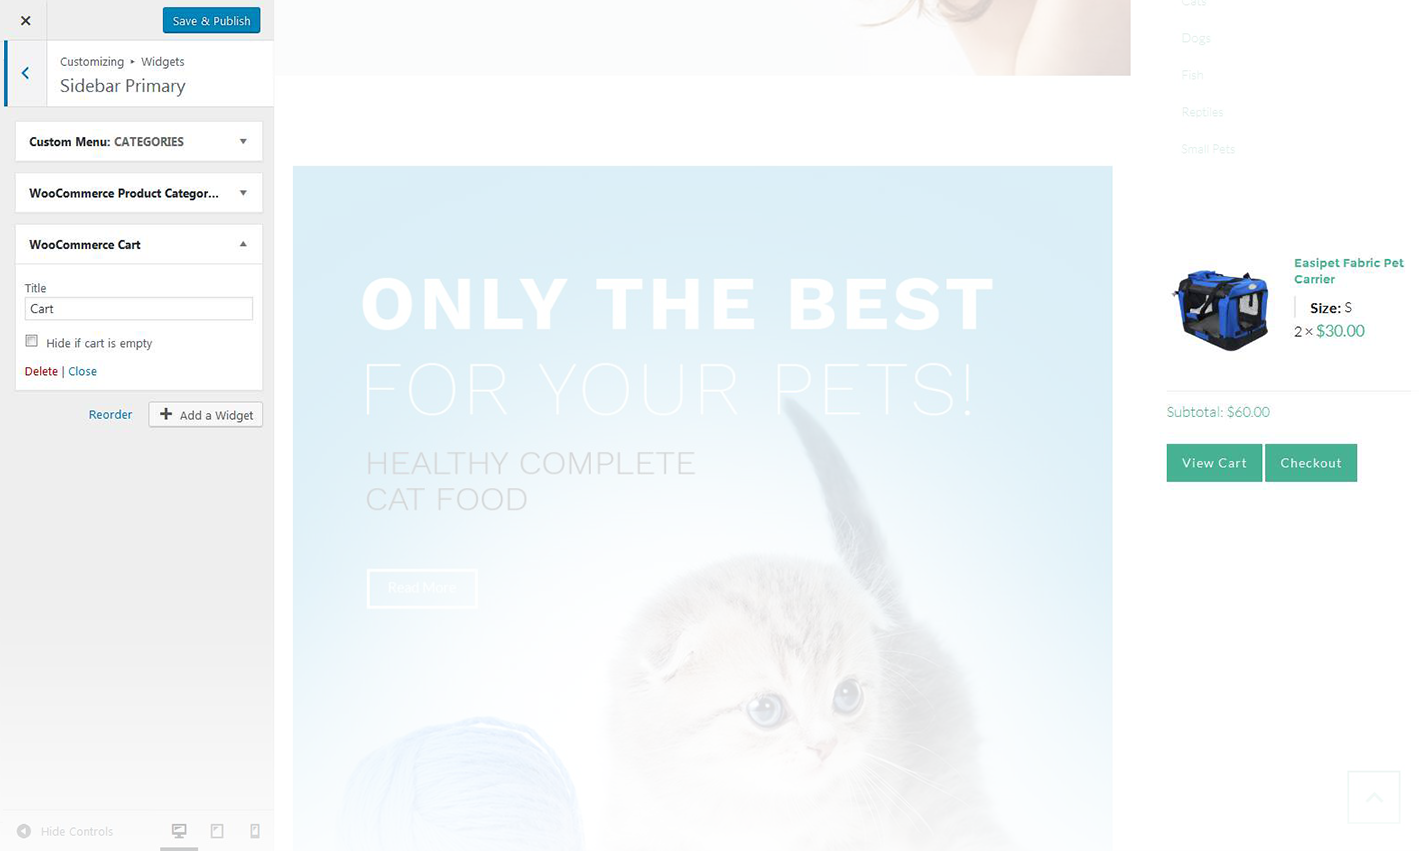 Save & Publish
Customizing ▸ Widgets
Sidebar Primary
Custom Menu: CATEGORIES
WooCommerce Product Categor...
WooCommerce Cart
Title
Cart
Hide if cart is empty
Delete | Close
Reorder
Add a Widget
Hide Controls
ONLY THE BEST
FOR YOUR PETS!
HEALTHY COMPLETE
CAT FOOD
Read More
Cats
Dogs
Fish
Reptiles
Small Pets
Easipet Fabric Pet
Carrier
Size: S
2 × $30.00
Subtotal: $60.00
View Cart
Checkout